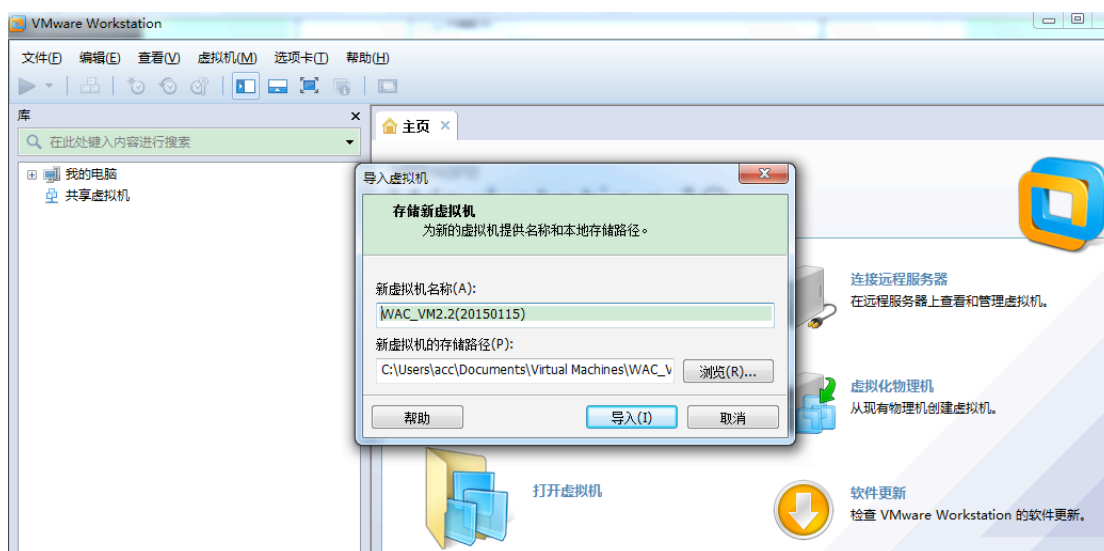 VMware Workstation
文件(F) 编辑(E) 查看(V) 虚拟机(M) 选项卡(T) 帮助(H)
库
主页
在此处键入内容进行搜索
我的电脑
共享虚拟机
导入虚拟机
存储新虚拟机
为新的虚拟机提供名称和本地存储路径。
新虚拟机名称(A):
WAC_VM2.2(20150115)
新虚拟机的存储路径(P):
C:\Users\acc\Documents\Virtual Machines\WAC_V
浏览(R)...
帮助
导入(I)
取消
连接远程服务器
在远程服务器上查看和管理虚拟机。
虚拟化物理机
从现有物理机创建虚拟机。
打开虚拟机
软件更新
检查 VMware Workstation 的软件更新。